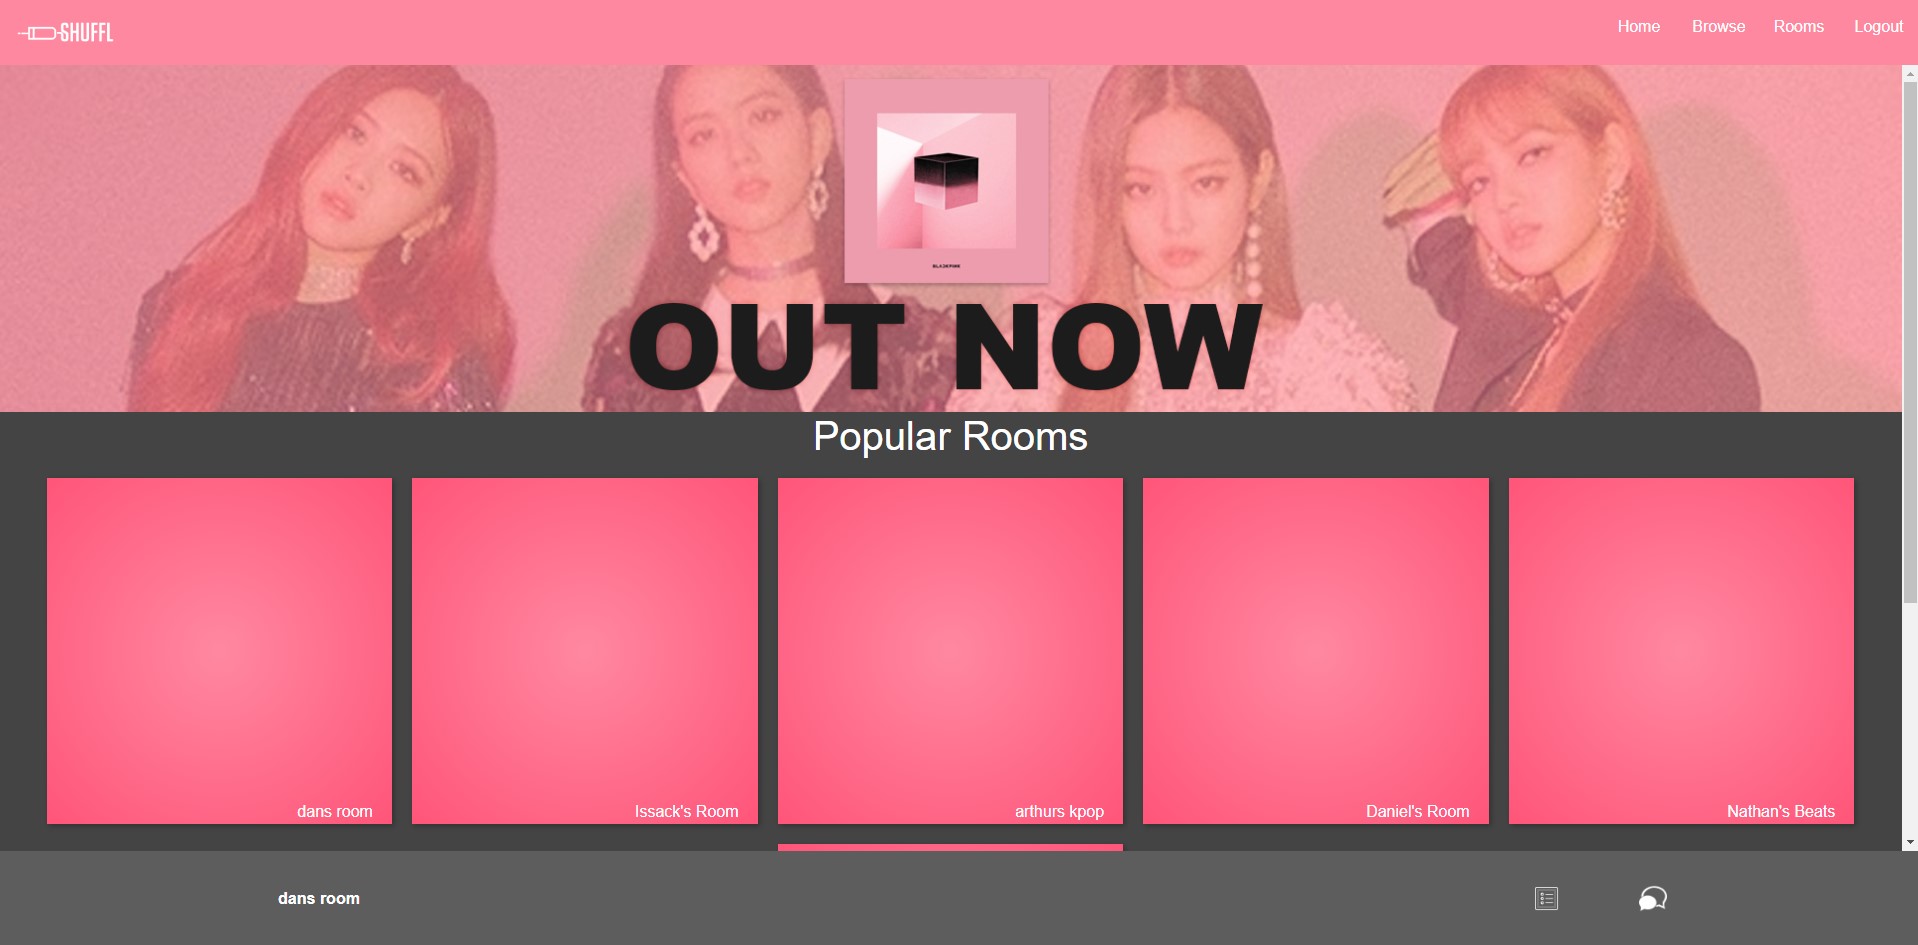 SHUFFL
Home Browse Rooms Logout
BLACKPINK
OUT NOW
Popular Rooms
dans room
Issack's Room
arthurs kpop
Daniel's Room
Nathan's Beats
dans room